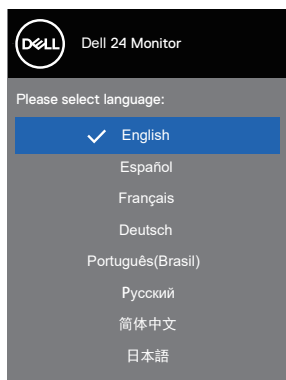 DELL
Dell 24 Monitor
Please select language:
English
Español
Français
Deutsch
Português(Brasil)
Русский
简体中文
日本語